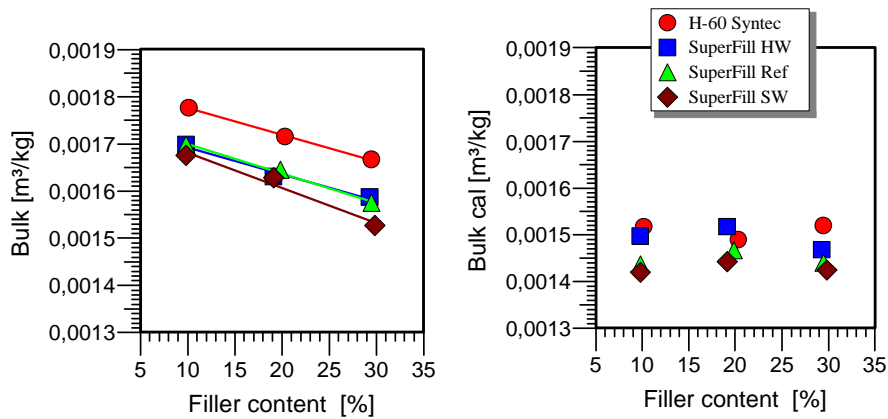 0,0019
0,0018
0,0017
0,0016
0,0015
0,0014
0,0013
Bulk [m³/kg]
5 10 15 20 25 30 35
Filler content [%]
H-60 Syntec
SuperFill HW
SuperFill Ref
SuperFill SW
0,0019
0,0018
0,0017
0,0016
0,0015
0,0014
0,0013
Bulk cal [m³/kg]
5 10 15 20 25 30 35
Filler content [%]